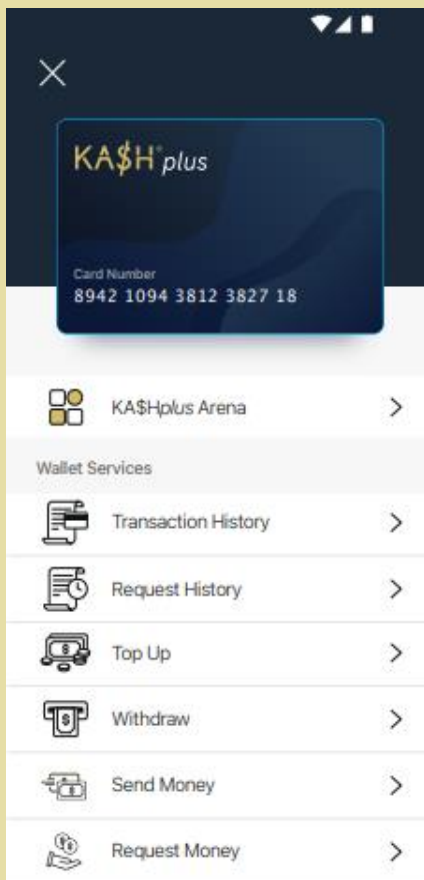 KA$H® plus
Card Number
8942 1094 3812 3827 18
KA$Hplus Arena
Wallet Services
Transaction History
Request History
Top Up
Withdraw
Send Money
Request Money